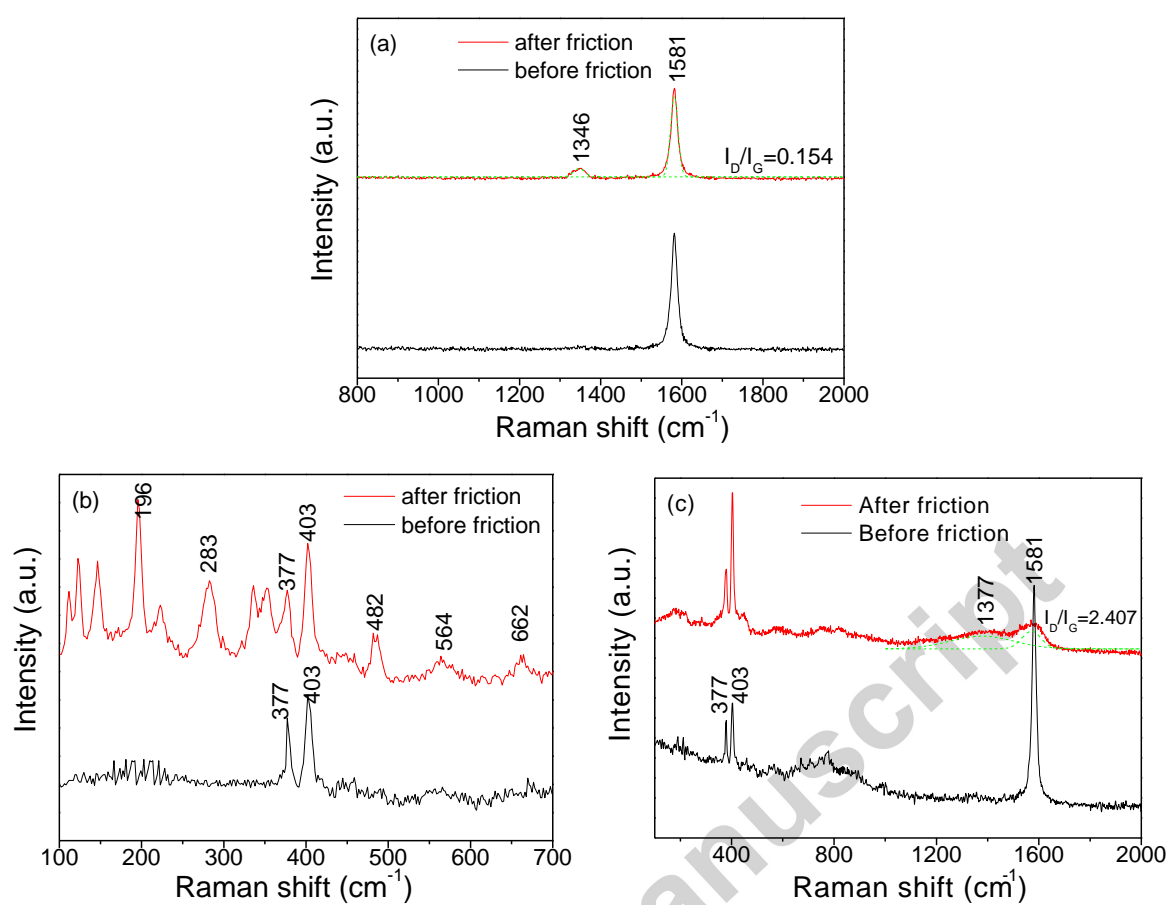 (a)
after friction
before friction
1581
1346
I_D/I_G=0.154
Intensity (a.u.)
800 1000 1200 1400 1600 1800 2000
Raman shift (cm^-1)
(b)
after friction
before friction
196
283
377
403
482
564
662
377
403
Intensity (a.u.)
100 200 300 400 500 600 700
Raman shift (cm^-1)
(c)
After friction
Before friction
1581
1377
I_D/I_G=2.407
377
403
Intensity (a.u.)
400 800 1200 1600 2000
Raman shift (cm^-1)
anuscript